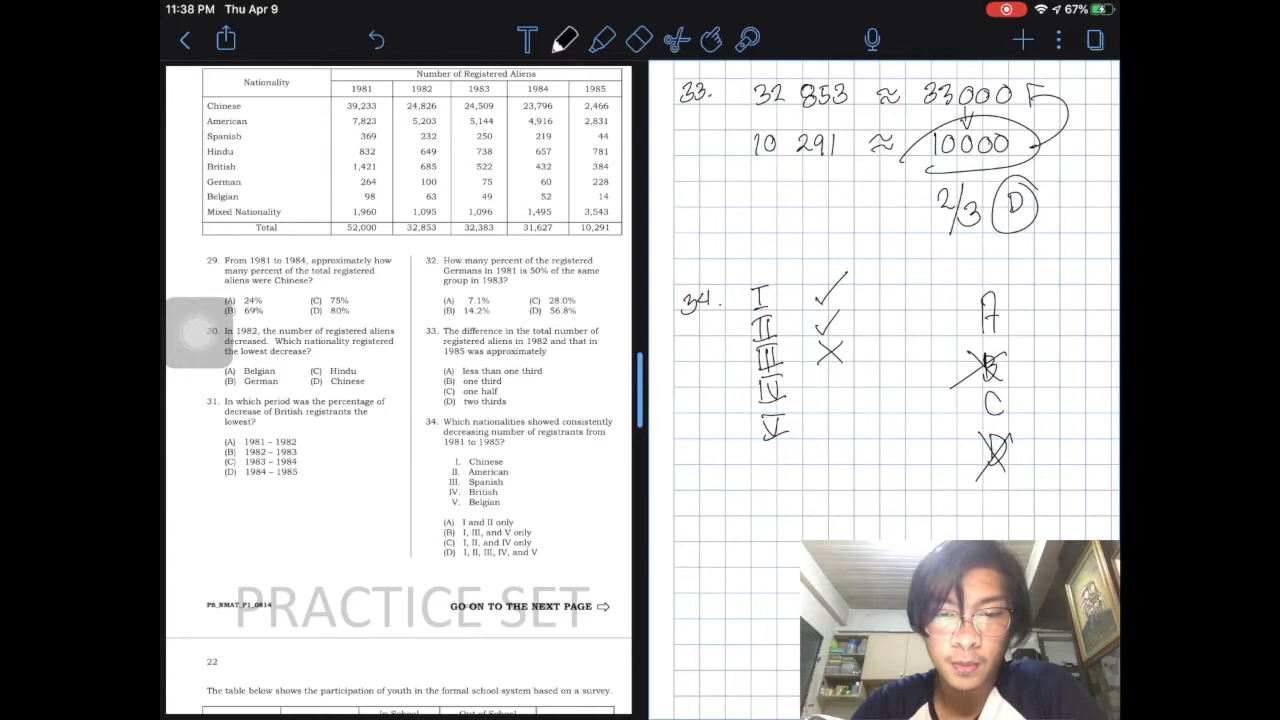 11:38 PM Thu Apr 9
67%
Nationality
Number of Registered Aliens
1981 1982 1983 1984 1985
Chinese 39,233 24,826 24,509 23,796 2,466
American 7,823 5,203 5,144 4,916 2,831
Spanish 369 232 250 219 44
Hindu 832 649 738 657 781
British 1,421 685 522 432 384
German 264 100 75 60 228
Belgian 98 63 49 52 14
Mixed Nationality 1,960 1,095 1,096 1,495 3,543
Total 52,000 32,853 32,383 31,627 10,291
29. From 1981 to 1984, approximately how
many percent of the total registered
aliens were Chinese?
(A) 24% (C) 75%
(B) 69% (D) 80%
30. In 1982, the number of registered aliens
decreased. Which nationality registered
the lowest decrease?
(A) Belgian (C) Hindu
(B) German (D) Chinese
31. In which period was the percentage of
decrease of British registrants the
lowest?
(A) 1981 – 1982
(B) 1982 – 1983
(C) 1983 – 1984
(D) 1984 – 1985
32. How many percent of the registered
Germans in 1981 is 50% of the same
group in 1983?
(A) 7.1% (C) 28.0%
(B) 14.2% (D) 56.8%
33. The difference in the total number of
registered aliens in 1982 and that in
1985 was approximately
(A) less than one third
(B) one third
(C) one half
(D) two thirds
34. Which nationalities showed consistently
decreasing number of registrants from
1981 to 1985?
I. Chinese
II. American
III. Spanish
IV. British
V. Belgian
(A) I and II only
(B) I, III, and V only
(C) I, II, and IV only
(D) I, II, III, IV, and V
PRACTICE SET
PS_NMAT_P1_0814
GO ON TO THE NEXT PAGE
22
The table below shows the participation of youth in the formal school system based on a survey.
In School Out of School
33. 32 853 ≈ 33000
10 291 ≈ 10000
2/3 D
34. I ✓ A
II ✓
III X B
IV C
V D